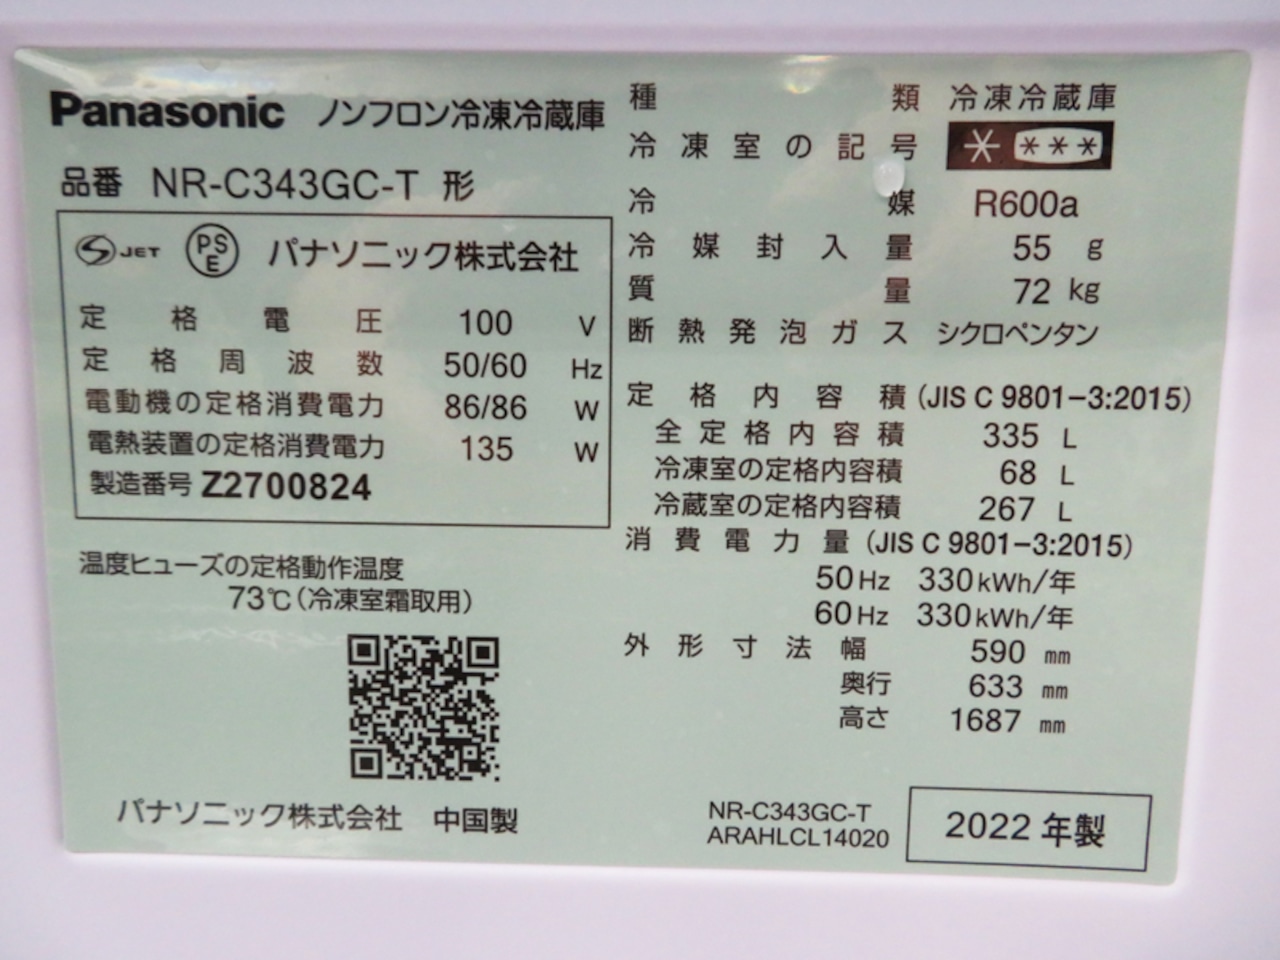 Panasonic ノンフロン冷凍冷蔵庫
品番 NR-C343GC-T 形
S JET PSE パナソニック株式会社
定格電圧 100 V
定格周波数 50/60 Hz
電動機の定格消費電力 86/86 W
電熱装置の定格消費電力 135 W
製造番号 Z2700824
温度ヒューズの定格動作温度
73℃(冷凍室霜取用)
パナソニック株式会社 中国製
種類 冷凍冷蔵庫
冷凍室の記号 * ***
冷媒 R600a
冷媒封入量 55 g
質量 72 kg
断熱発泡ガス シクロペンタン
定格内容積 (JIS C 9801-3:2015)
全定格内容積 335 L
冷凍室の定格内容積 68 L
冷蔵室の定格内容積 267 L
消費電力量 (JIS C 9801-3:2015)
50Hz 330kWh/年
60Hz 330kWh/年
外形寸法 幅 590 mm
奥行 633 mm
高さ 1687 mm
NR-C343GC-T
ARAHLCL14020
2022 年製